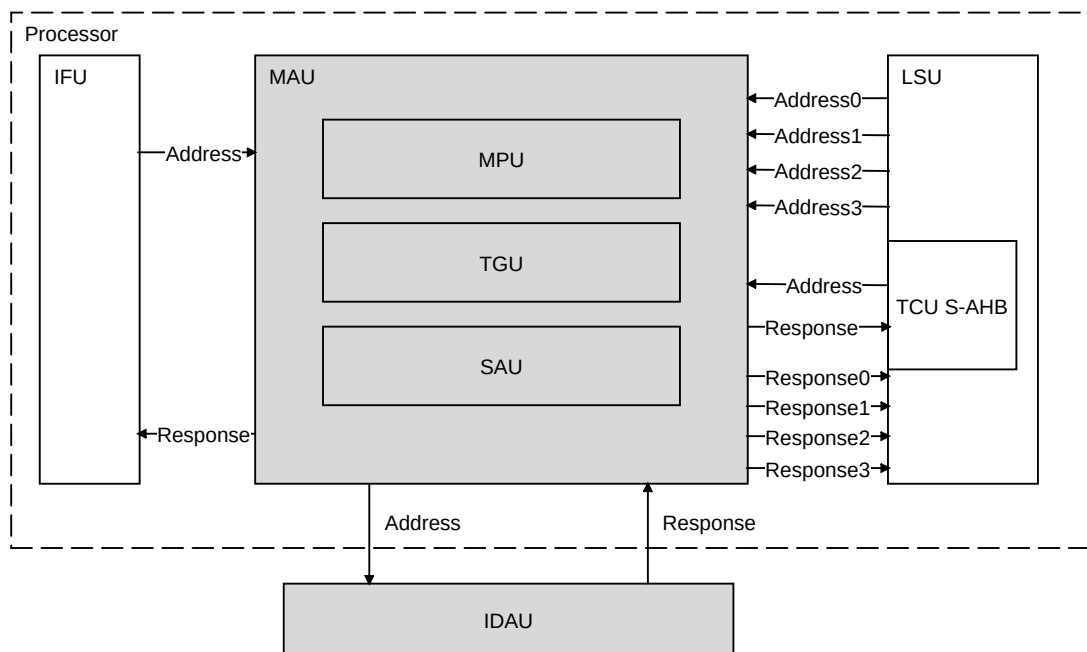 Processor
IFU
MAU
LSU
Address0
Address1
Address
MPU
Address2
Address3
TGU
Address
TCU S-AHB
Response
SAU
Response0
Response1
Response
Response2
Response3
Address
Response
IDAU